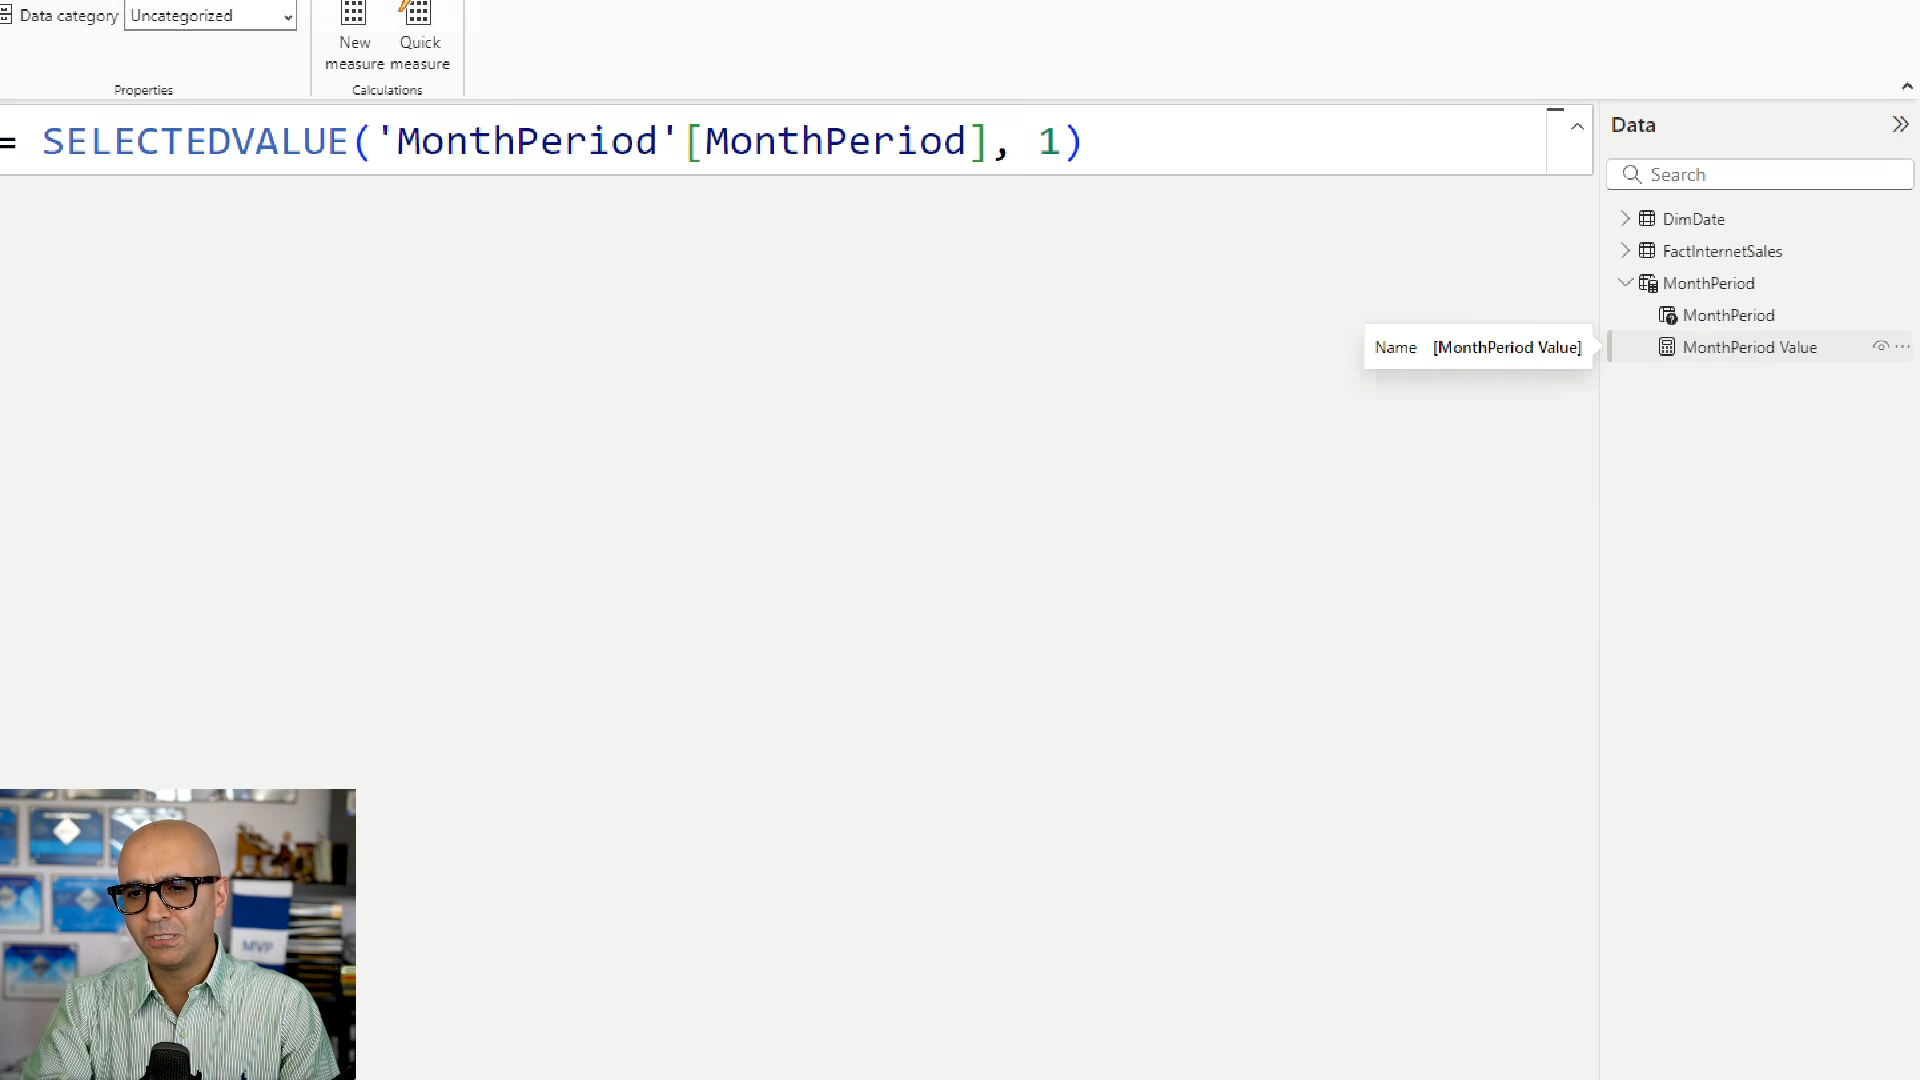 Data category Uncategorized
New measure
Quick measure
Properties
Calculations
= SELECTEDVALUE('MonthPeriod'[MonthPeriod], 1)
Data
Search
DimDate
FactInternetSales
MonthPeriod
MonthPeriod
Name [MonthPeriod Value]
MonthPeriod Value
MVP